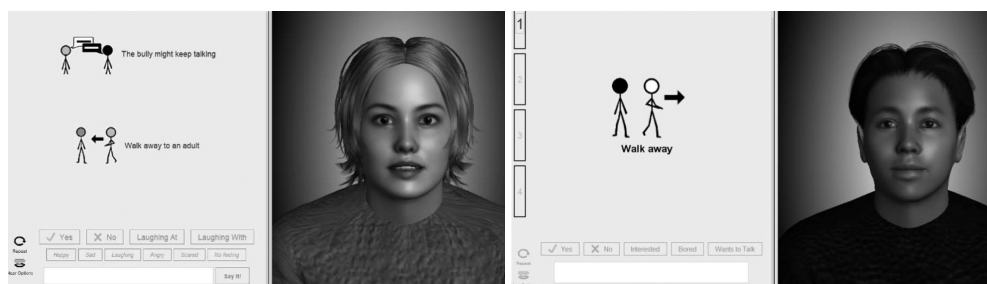 The bully might keep talking
Walk away to an adult
Yes
No
Laughing At
Laughing With
Repeat
Happy
Sad
Laughing
Angry
Scared
No feeling
Say It!
1
2
3
4
Walk away
Yes
No
Interested
Bored
Wants to Talk
Repeat